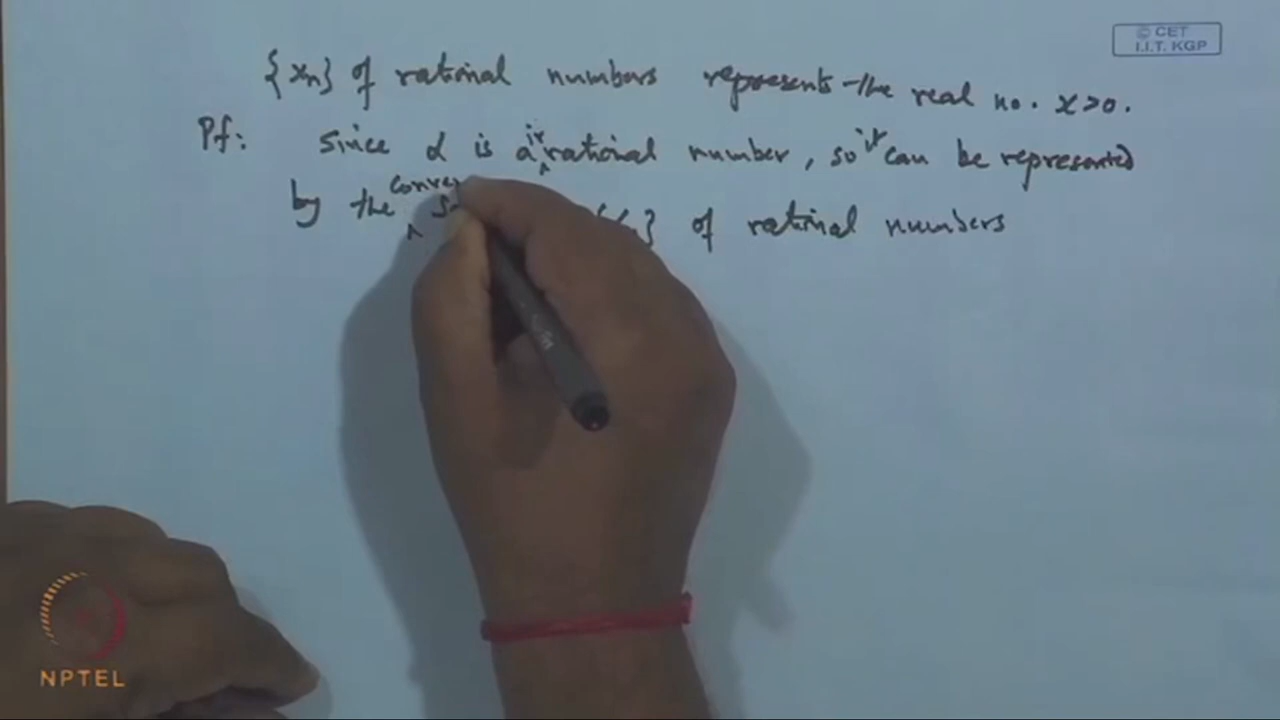 © CET
I.I.T. KGP
{xn} of rational numbers represents the real no. x>0.
Pf: Since α is a irrational number, so it can be represented
by the of rational numbers
NPTEL